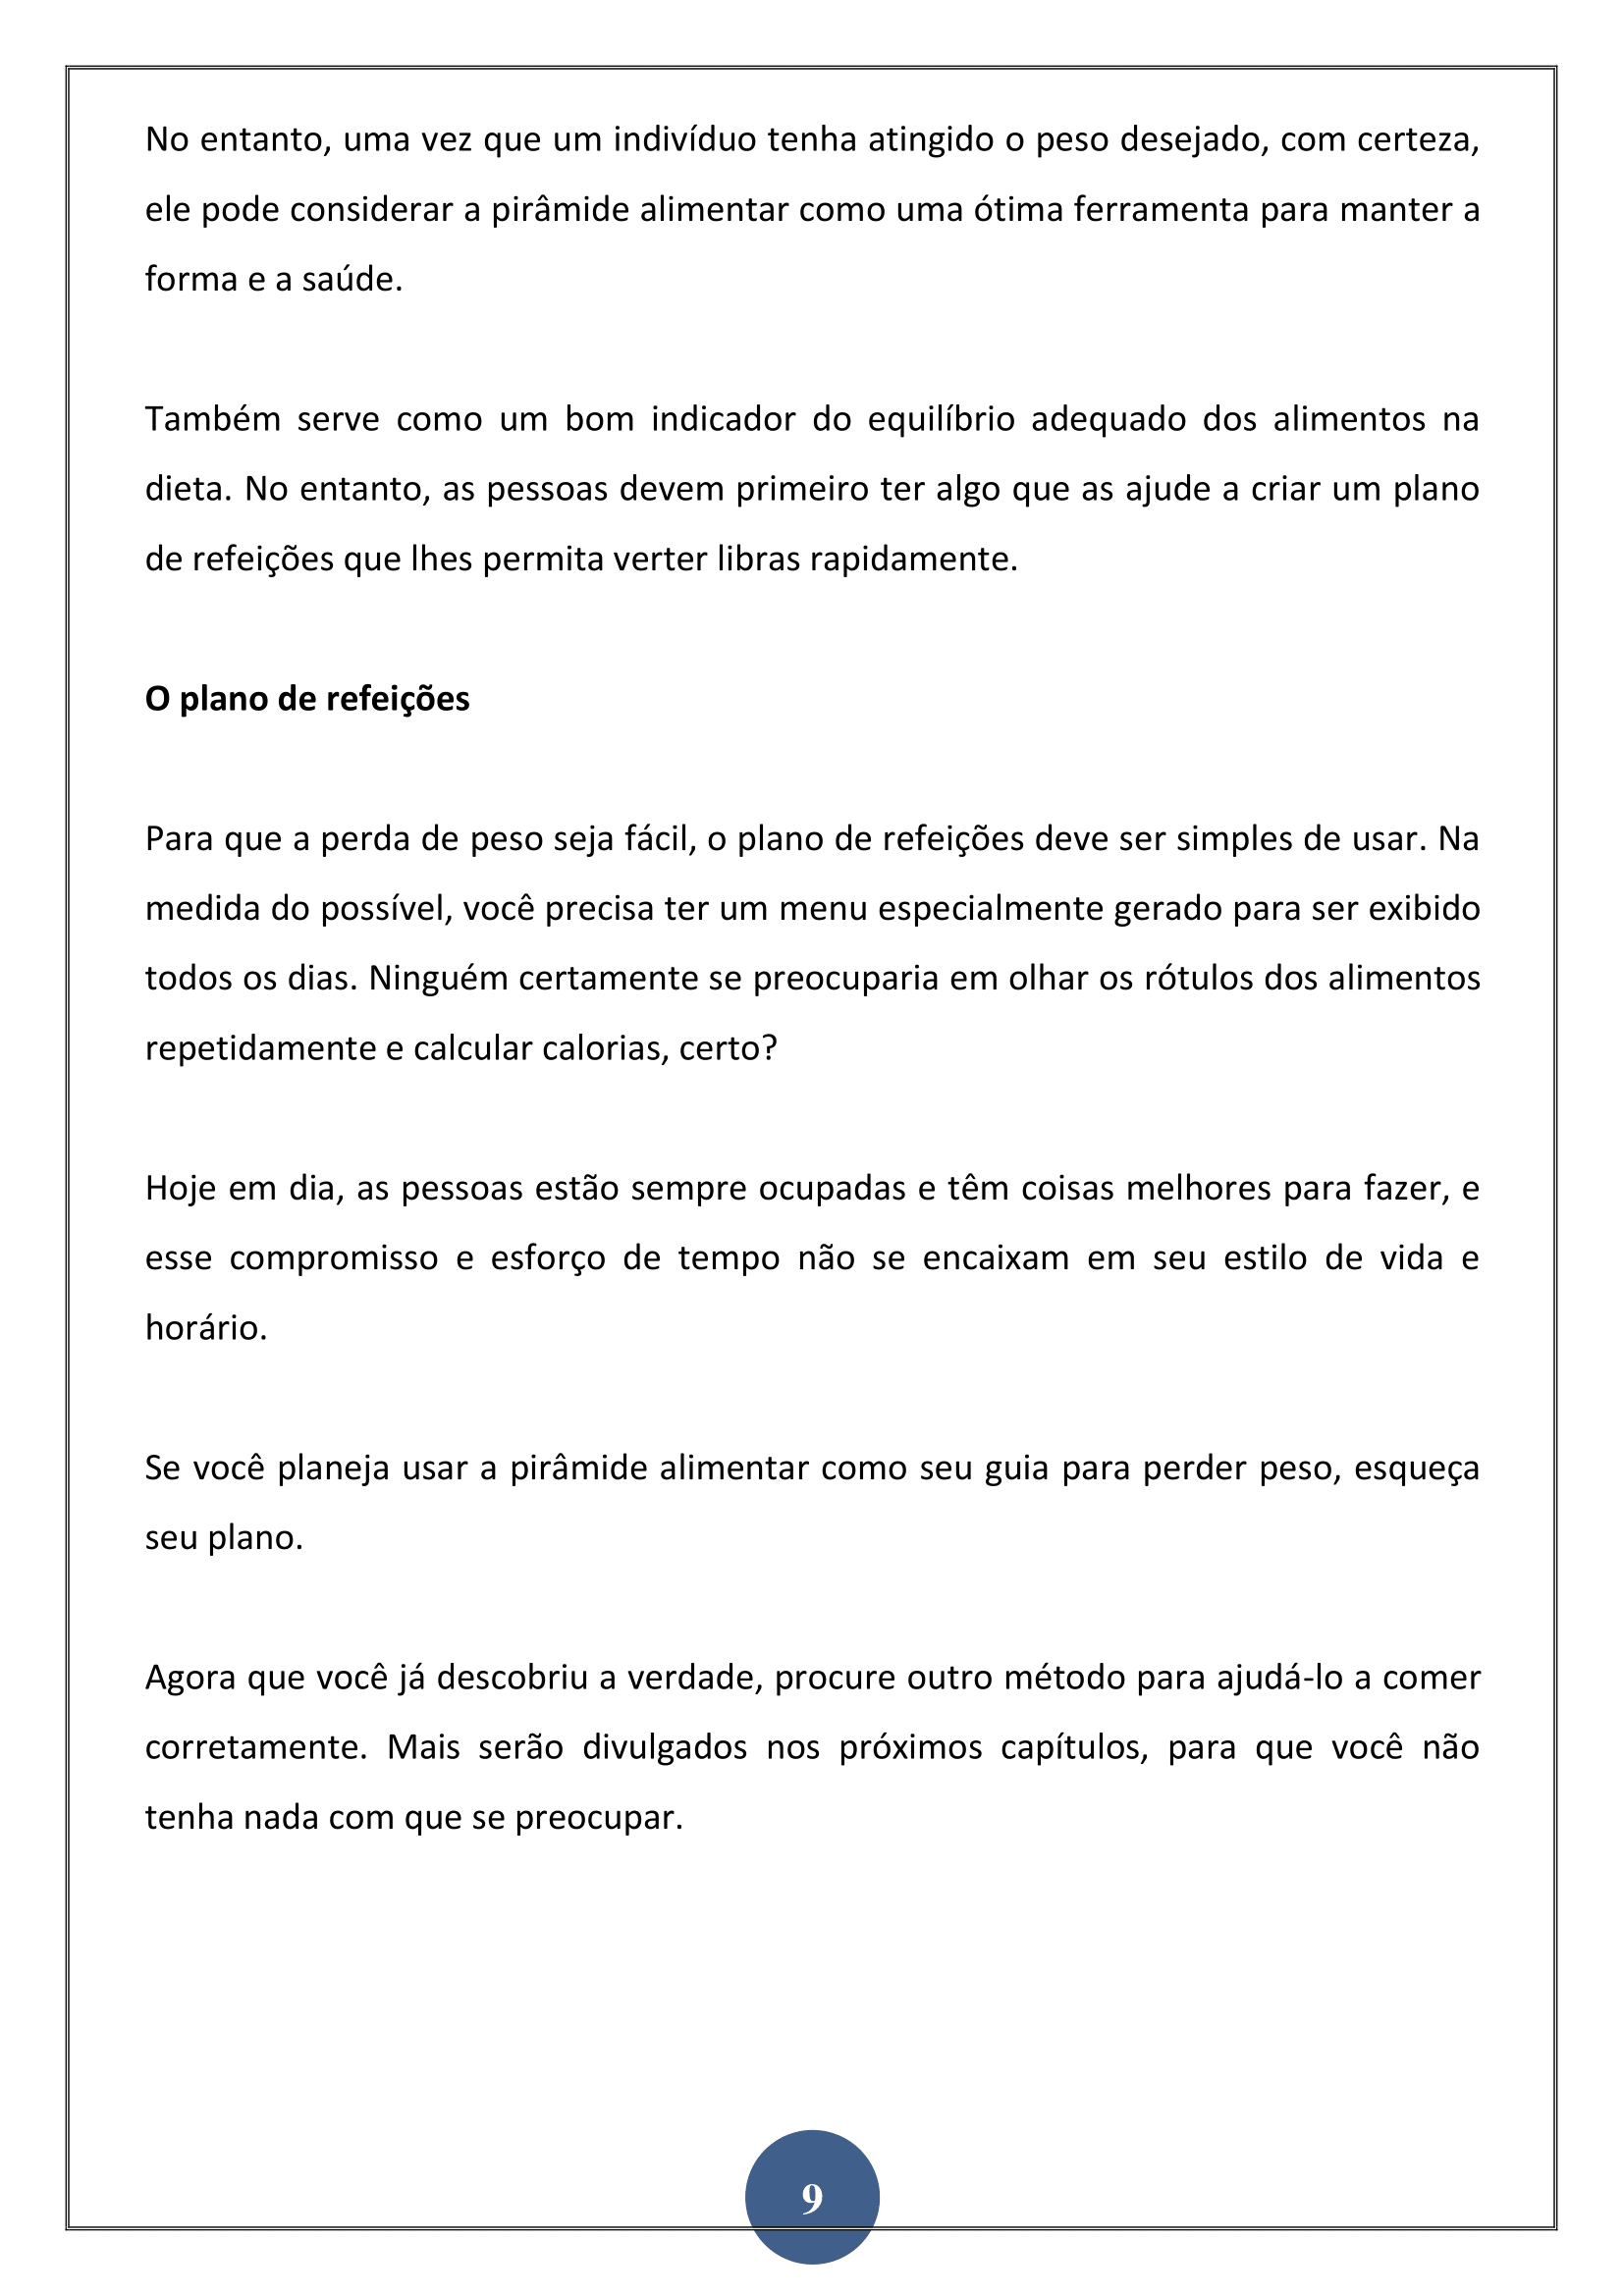 No entanto, uma vez que um indivíduo tenha atingido o peso desejado, com certeza,
ele pode considerar a pirâmide alimentar como uma ótima ferramenta para manter a
forma e a saúde.
Também serve como um bom indicador do equilíbrio adequado dos alimentos na
dieta. No entanto, as pessoas devem primeiro ter algo que as ajude a criar um plano
de refeições que lhes permita verter libras rapidamente.
O plano de refeições
Para que a perda de peso seja fácil, o plano de refeições deve ser simples de usar. Na
medida do possível, você precisa ter um menu especialmente gerado para ser exibido
todos os dias. Ninguém certamente se preocuparia em olhar os rótulos dos alimentos
repetidamente e calcular calorias, certo?
Hoje em dia, as pessoas estão sempre ocupadas e têm coisas melhores para fazer, e
esse compromisso e esforço de tempo não se encaixam em seu estilo de vida e
horário.
Se você planeja usar a pirâmide alimentar como seu guia para perder peso, esqueça
seu plano.
Agora que você já descobriu a verdade, procure outro método para ajudá-lo a comer
corretamente. Mais serão divulgados nos próximos capítulos, para que você não
tenha nada com que se preocupar.
9